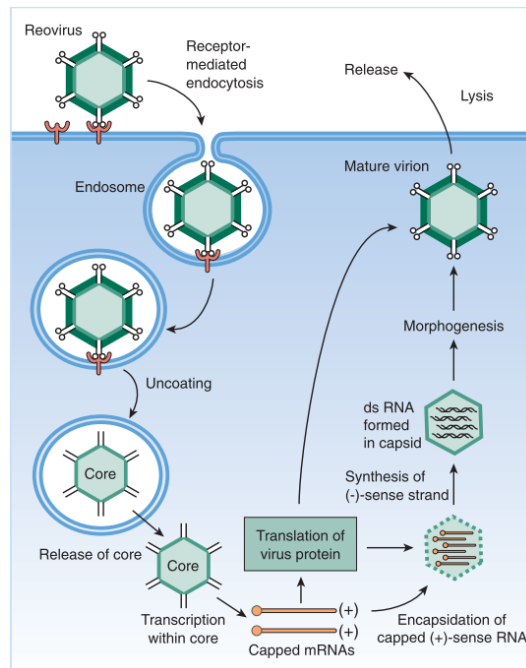 Reovirus
Receptor-
mediated
endocytosis
Release
Lysis
Endosome
Mature virion
Uncoating
Morphogenesis
ds RNA
formed
in capsid
Core
Synthesis of
(-)-sense strand
Release of core
Core
Translation of
virus protein
Transcription
within core
(+)
(+)
Capped mRNAs
Encapsidation of
capped (+)-sense RNA